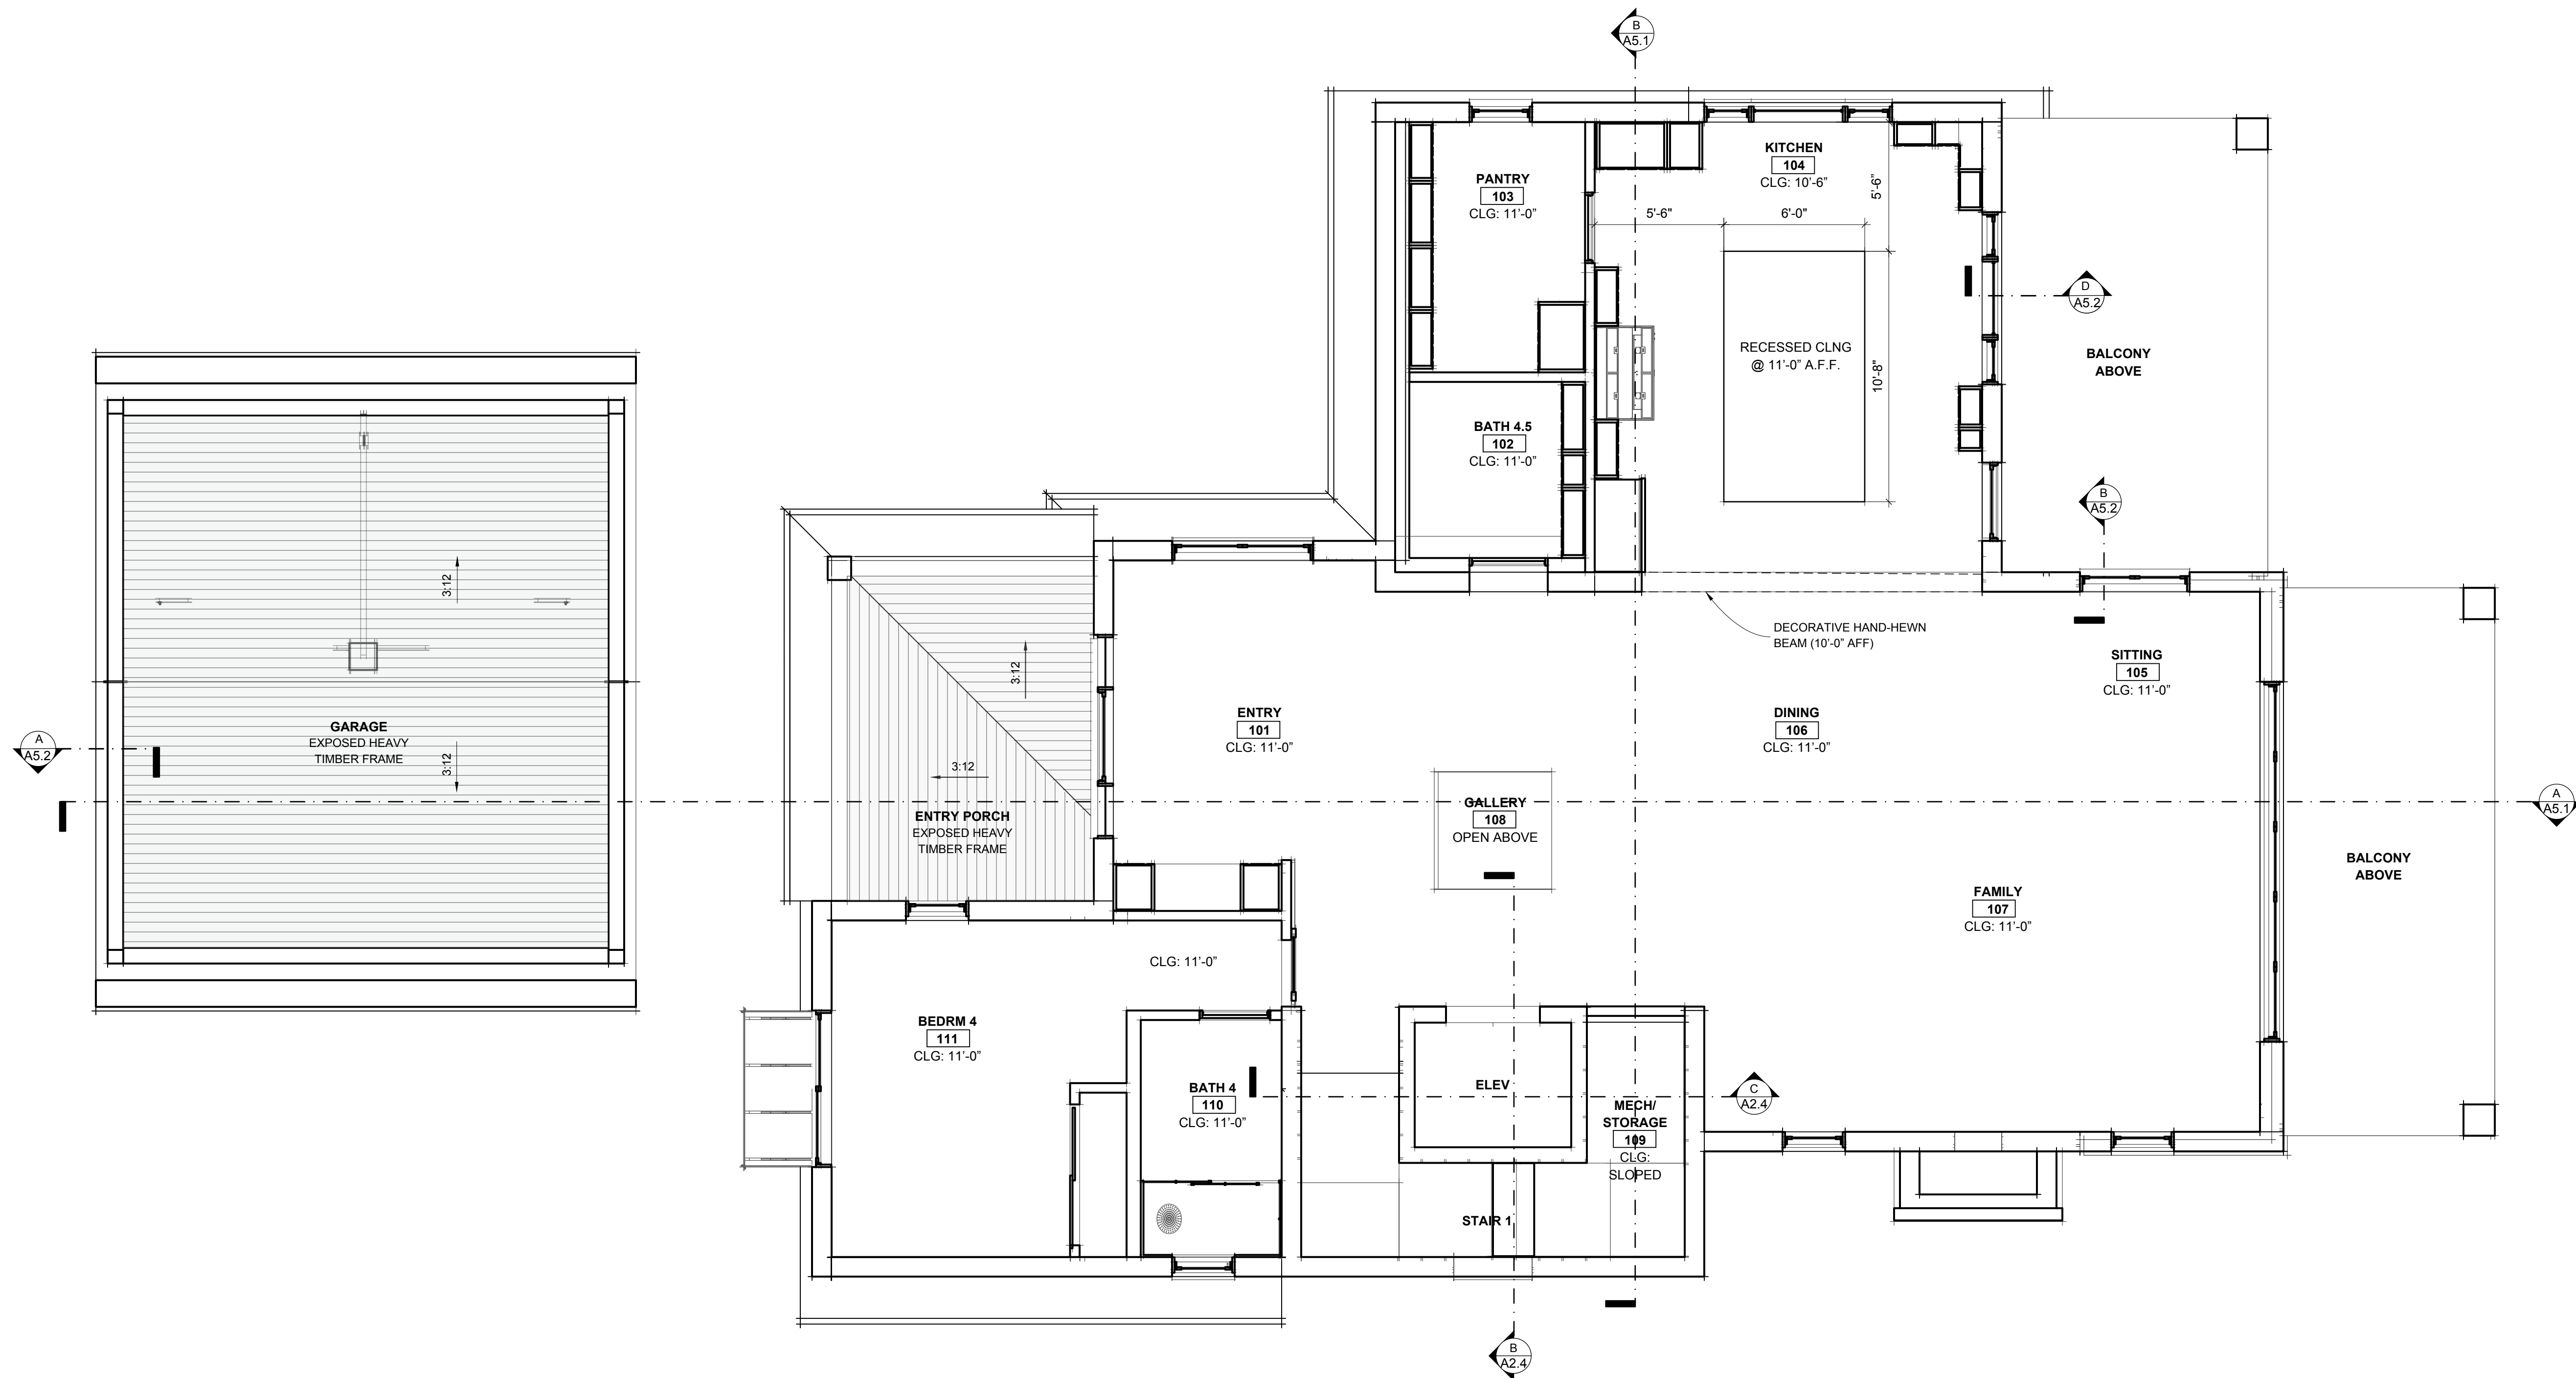 B
A5.1
KITCHEN
104
CLG: 10'-6"
PANTRY
103
CLG: 11'-0"
5'-6"
5'-6"
6'-0"
D
A5.2
RECESSED CLNG
@ 11'-0" A.F.F.
10'-8"
BALCONY
ABOVE
BATH 4.5
102
CLG: 11'-0"
B
A5.2
3:12
DECORATIVE HAND-HEWN
BEAM (10'-0" AFF)
3:12
SITTING
105
CLG: 11'-0"
GARAGE
EXPOSED HEAVY
TIMBER FRAME
3:12
A
A5.2
ENTRY
101
CLG: 11'-0"
DINING
106
CLG: 11'-0"
3:12
ENTRY PORCH
EXPOSED HEAVY
TIMBER FRAME
GALLERY
108
OPEN ABOVE
A
A5.1
BALCONY
ABOVE
FAMILY
107
CLG: 11'-0"
CLG: 11'-0"
BEDRM 4
111
CLG: 11'-0"
BATH 4
110
CLG: 11'-0"
ELEV
MECH/
STORAGE
109
CLG:
SLOPED
C
A2.4
STAIR 1
B
A2.4